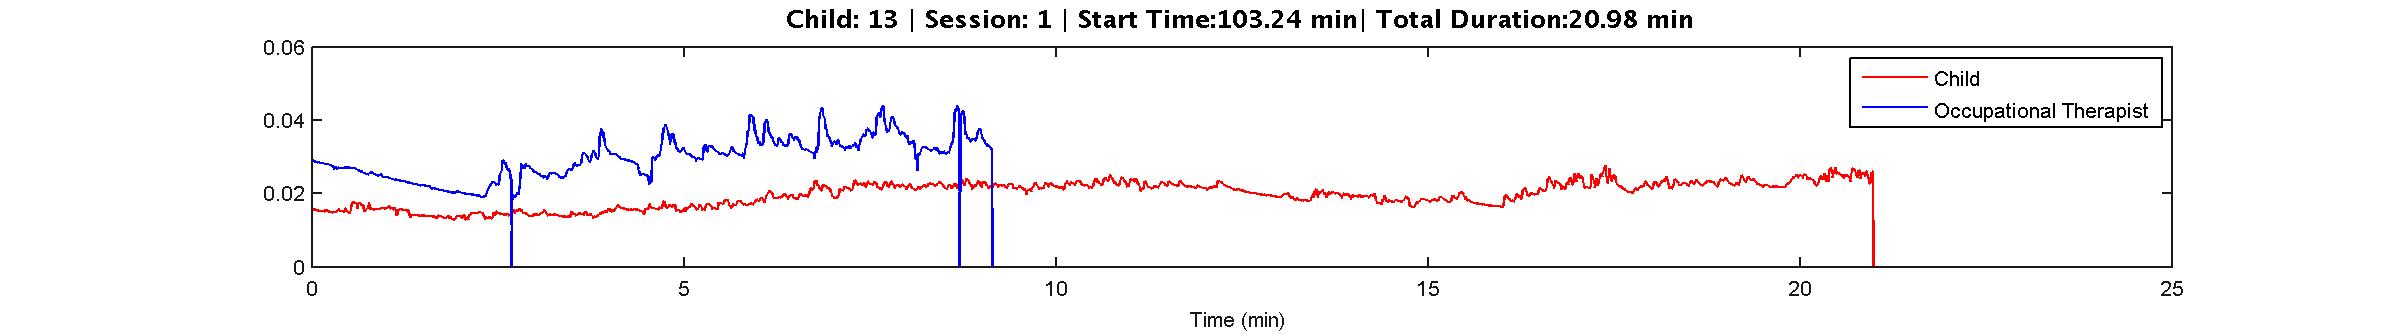 Child: 13 | Session: 1 | Start Time:103.24 min| Total Duration:20.98 min
0.06
0.04
0.02
0
0 5 10 15 20 25
Time (min)
Child
Occupational Therapist